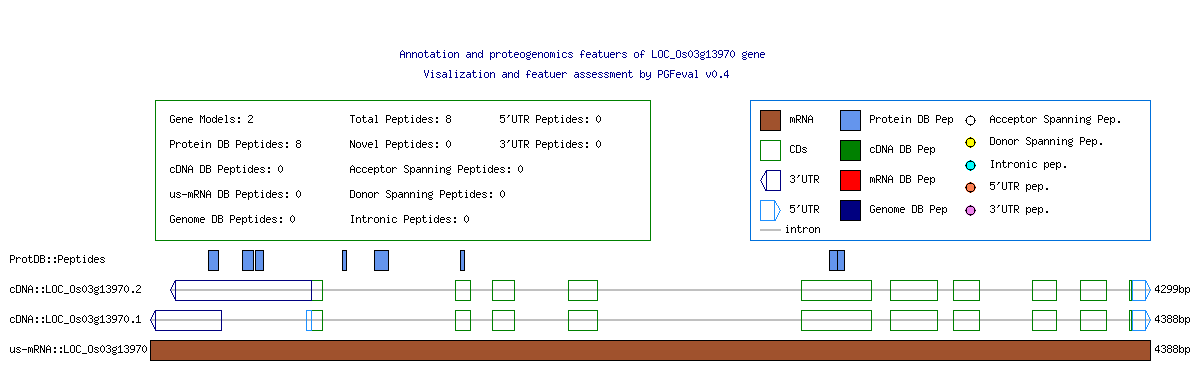 Annotation and proteogenomics featuers of LOC_Os03g13970 gene
Visalization and featuer assessment by PGFeval v0.4
Gene Models: 2 Total Peptides: 8 5'UTR Peptides: 0
Protein DB Peptides: 8 Novel Peptides: 0 3'UTR Peptides: 0
cDNA DB Peptides: 0 Acceptor Spanning Peptides: 0
us-mRNA DB Peptides: 0 Donor Spanning Peptides: 0
Genome DB Peptides: 0 Intronic Peptides: 0
mRNA Protein DB Pep Acceptor Spanning Pep.
CDs cDNA DB Pep Donor Spanning Pep.
3'UTR mRNA DB Pep Intronic pep.
5'UTR Genome DB Pep 5'UTR pep.
intron 3'UTR pep.
ProtDB::Peptides
cDNA::LOC_Os03g13970.2 4299bp
cDNA::LOC_Os03g13970.1 4388bp
us-mRNA::LOC_Os03g13970 4388bp